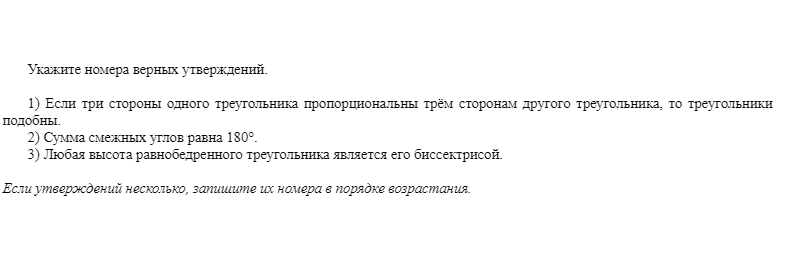 Укажите номера верных утверждений.
1) Если три стороны одного треугольника пропорциональны трём сторонам другого треугольника, то треугольники
подобны.
2) Сумма смежных углов равна 180°.
3) Любая высота равнобедренного треугольника является его биссектрисой.
Если утверждений несколько, запишите их номера в порядке возрастания.